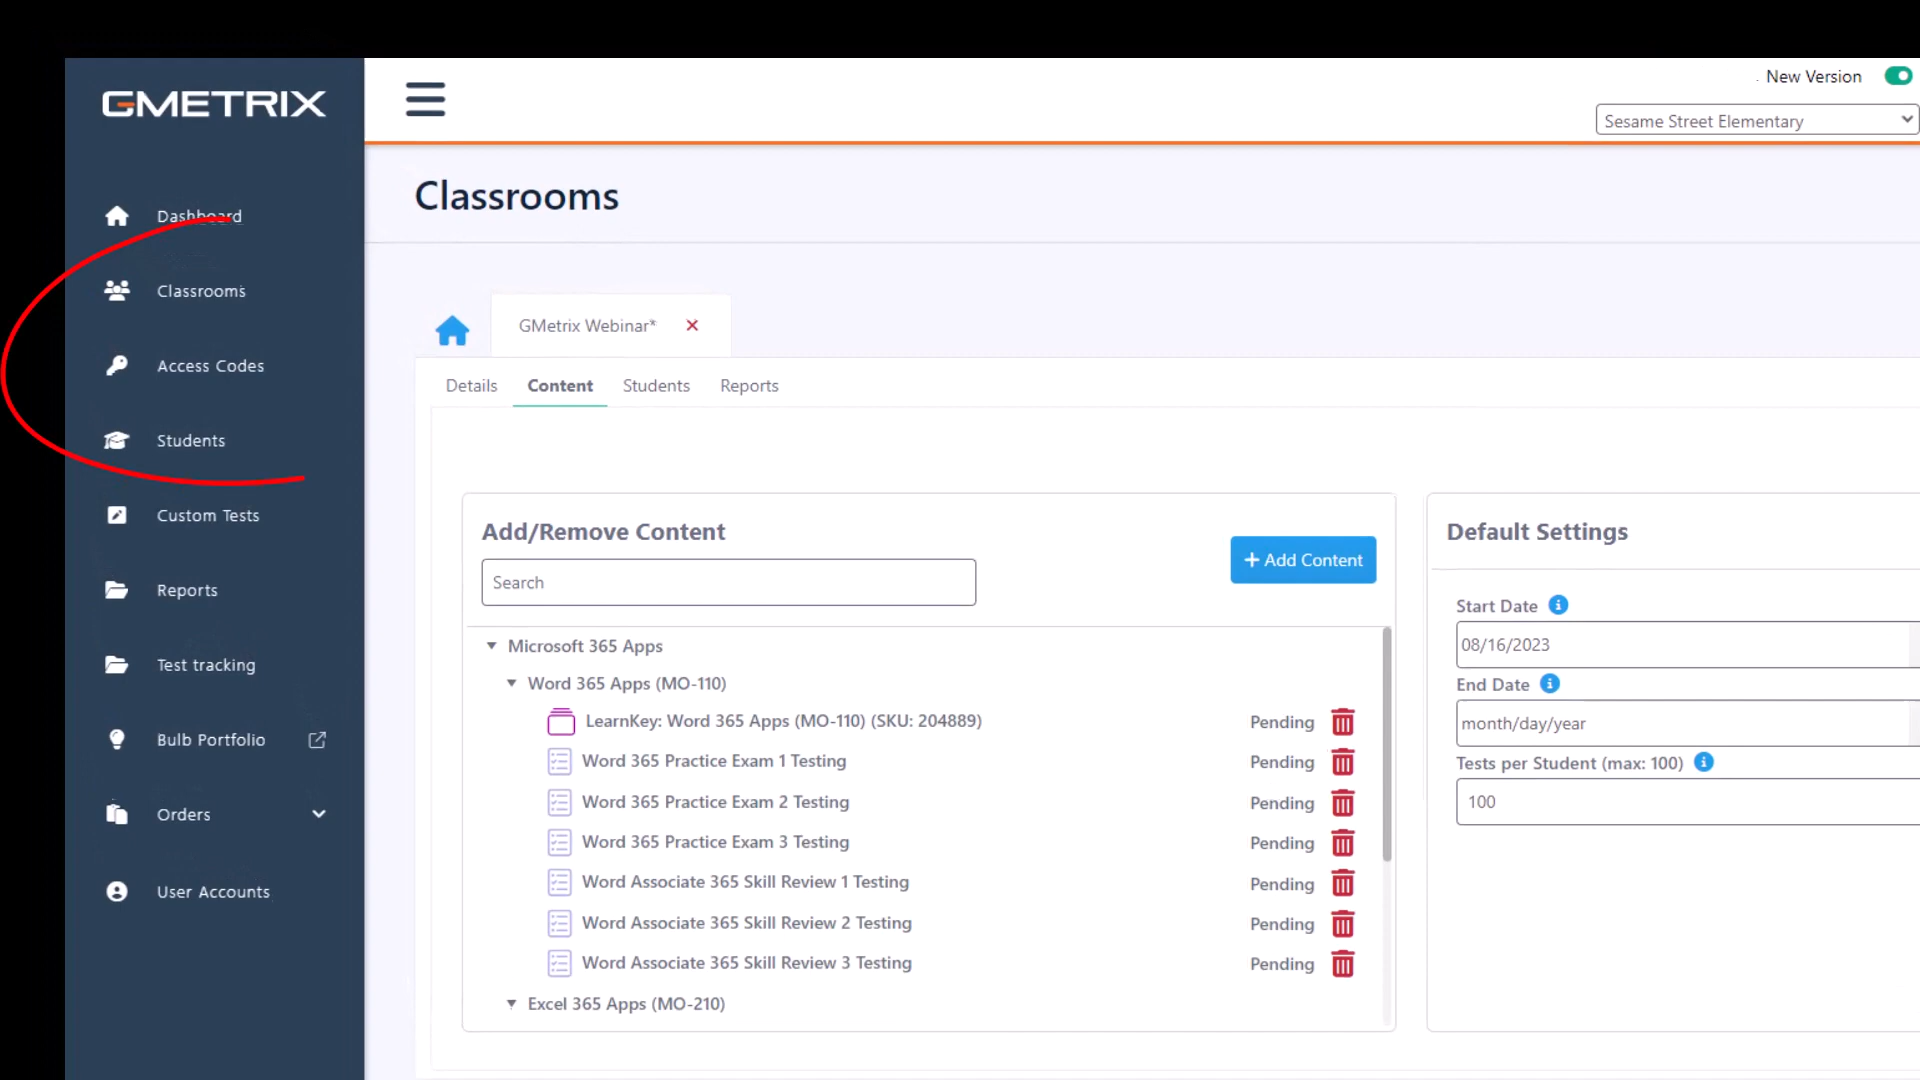 GMETRIX
New Version
Sesame Street Elementary
Dashboard
Classrooms
Access Codes
Students
Custom Tests
Reports
Test tracking
Bulb Portfolio
Orders
User Accounts
Classrooms
GMetrix Webinar*
Details Content Students Reports
Add/Remove Content
Search
+ Add Content
Microsoft 365 Apps
Word 365 Apps (MO-110)
LearnKey: Word 365 Apps (MO-110) (SKU: 204889) Pending
Word 365 Practice Exam 1 Testing Pending
Word 365 Practice Exam 2 Testing Pending
Word 365 Practice Exam 3 Testing Pending
Word Associate 365 Skill Review 1 Testing Pending
Word Associate 365 Skill Review 2 Testing Pending
Word Associate 365 Skill Review 3 Testing Pending
Excel 365 Apps (MO-210)
Default Settings
Start Date
08/16/2023
End Date
month/day/year
Tests per Student (max: 100)
100